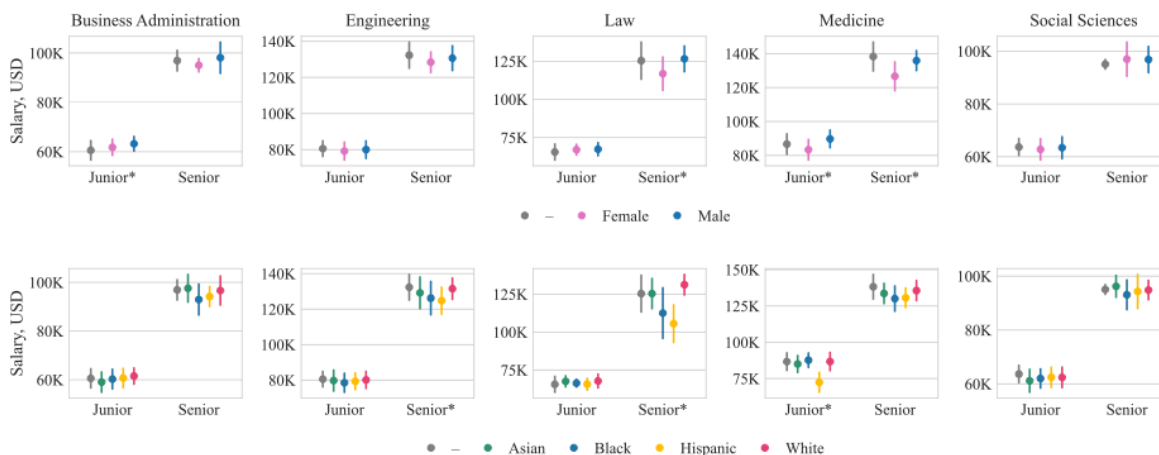 Business Administration Engineering Law Medicine Social Sciences
Salary, USD
100K 80K 60K
140K 120K 100K 80K
125K 100K 75K
140K 120K 100K 80K
100K 80K 60K
Junior* Senior Junior Senior Junior Senior* Junior* Senior* Junior Senior
– Female Male
Salary, USD
100K 80K 60K
140K 120K 100K 80K
125K 100K 75K
150K 125K 100K 75K
100K 80K 60K
Junior Senior Junior Senior* Junior Senior* Junior* Senior Junior Senior
– Asian Black Hispanic White